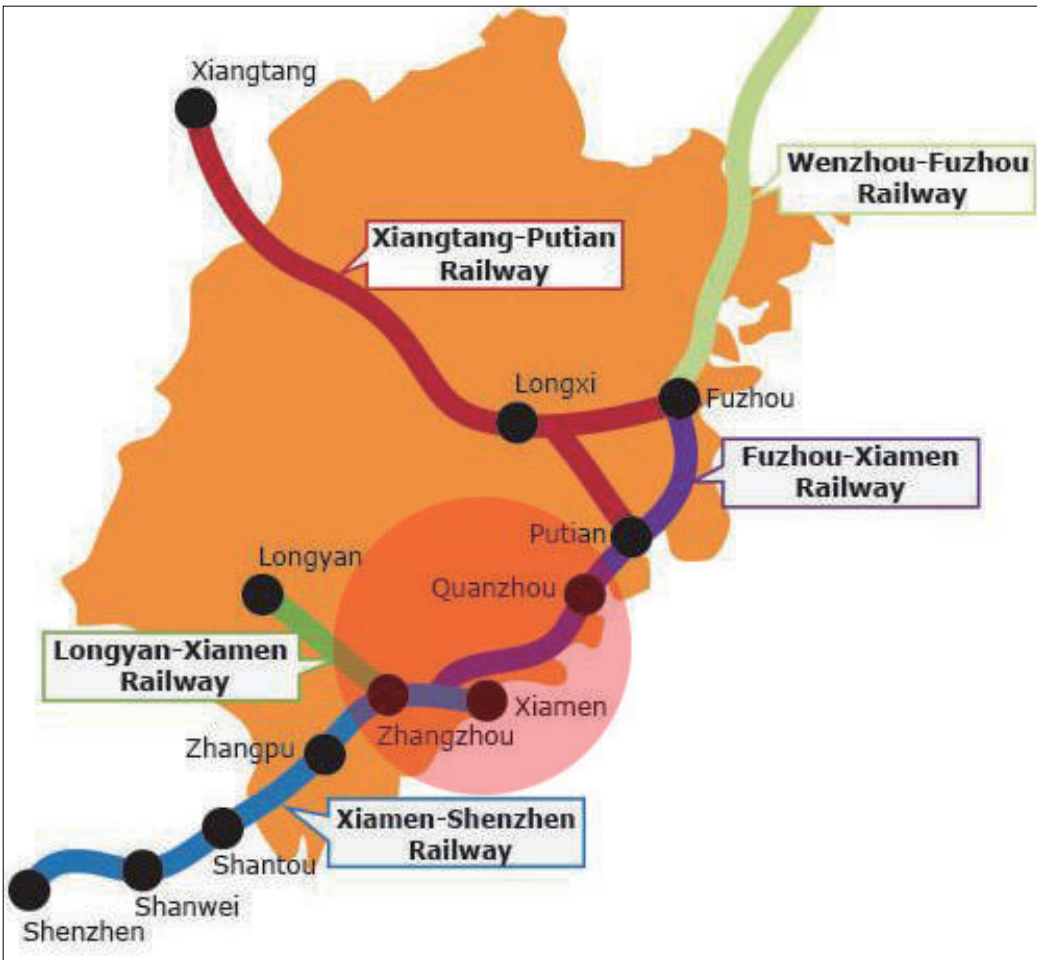 Xiangtang
Wenzhou-Fuzhou
Railway
Xiangtang-Putian
Railway
Longxi
Fuzhou
Fuzhou-Xiamen
Railway
Putian
Longyan
Quanzhou
Longyan-Xiamen
Railway
Xiamen
Zhangzhou
Zhangpu
Xiamen-Shenzhen
Railway
Shantou
Shanwei
Shenzhen